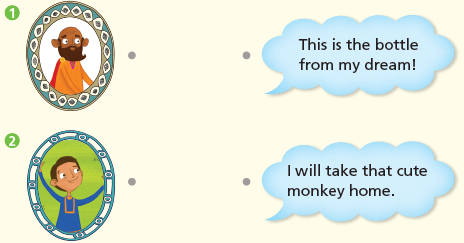 1
This is the bottle
from my dream!
2
I will take that cute
monkey home.